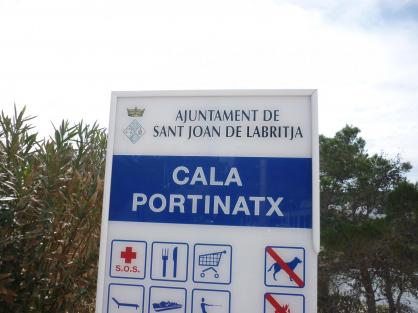 AJUNTAMENT DE
SANT JOAN DE LABRITJA
CALA
PORTINATX
S.O.S.